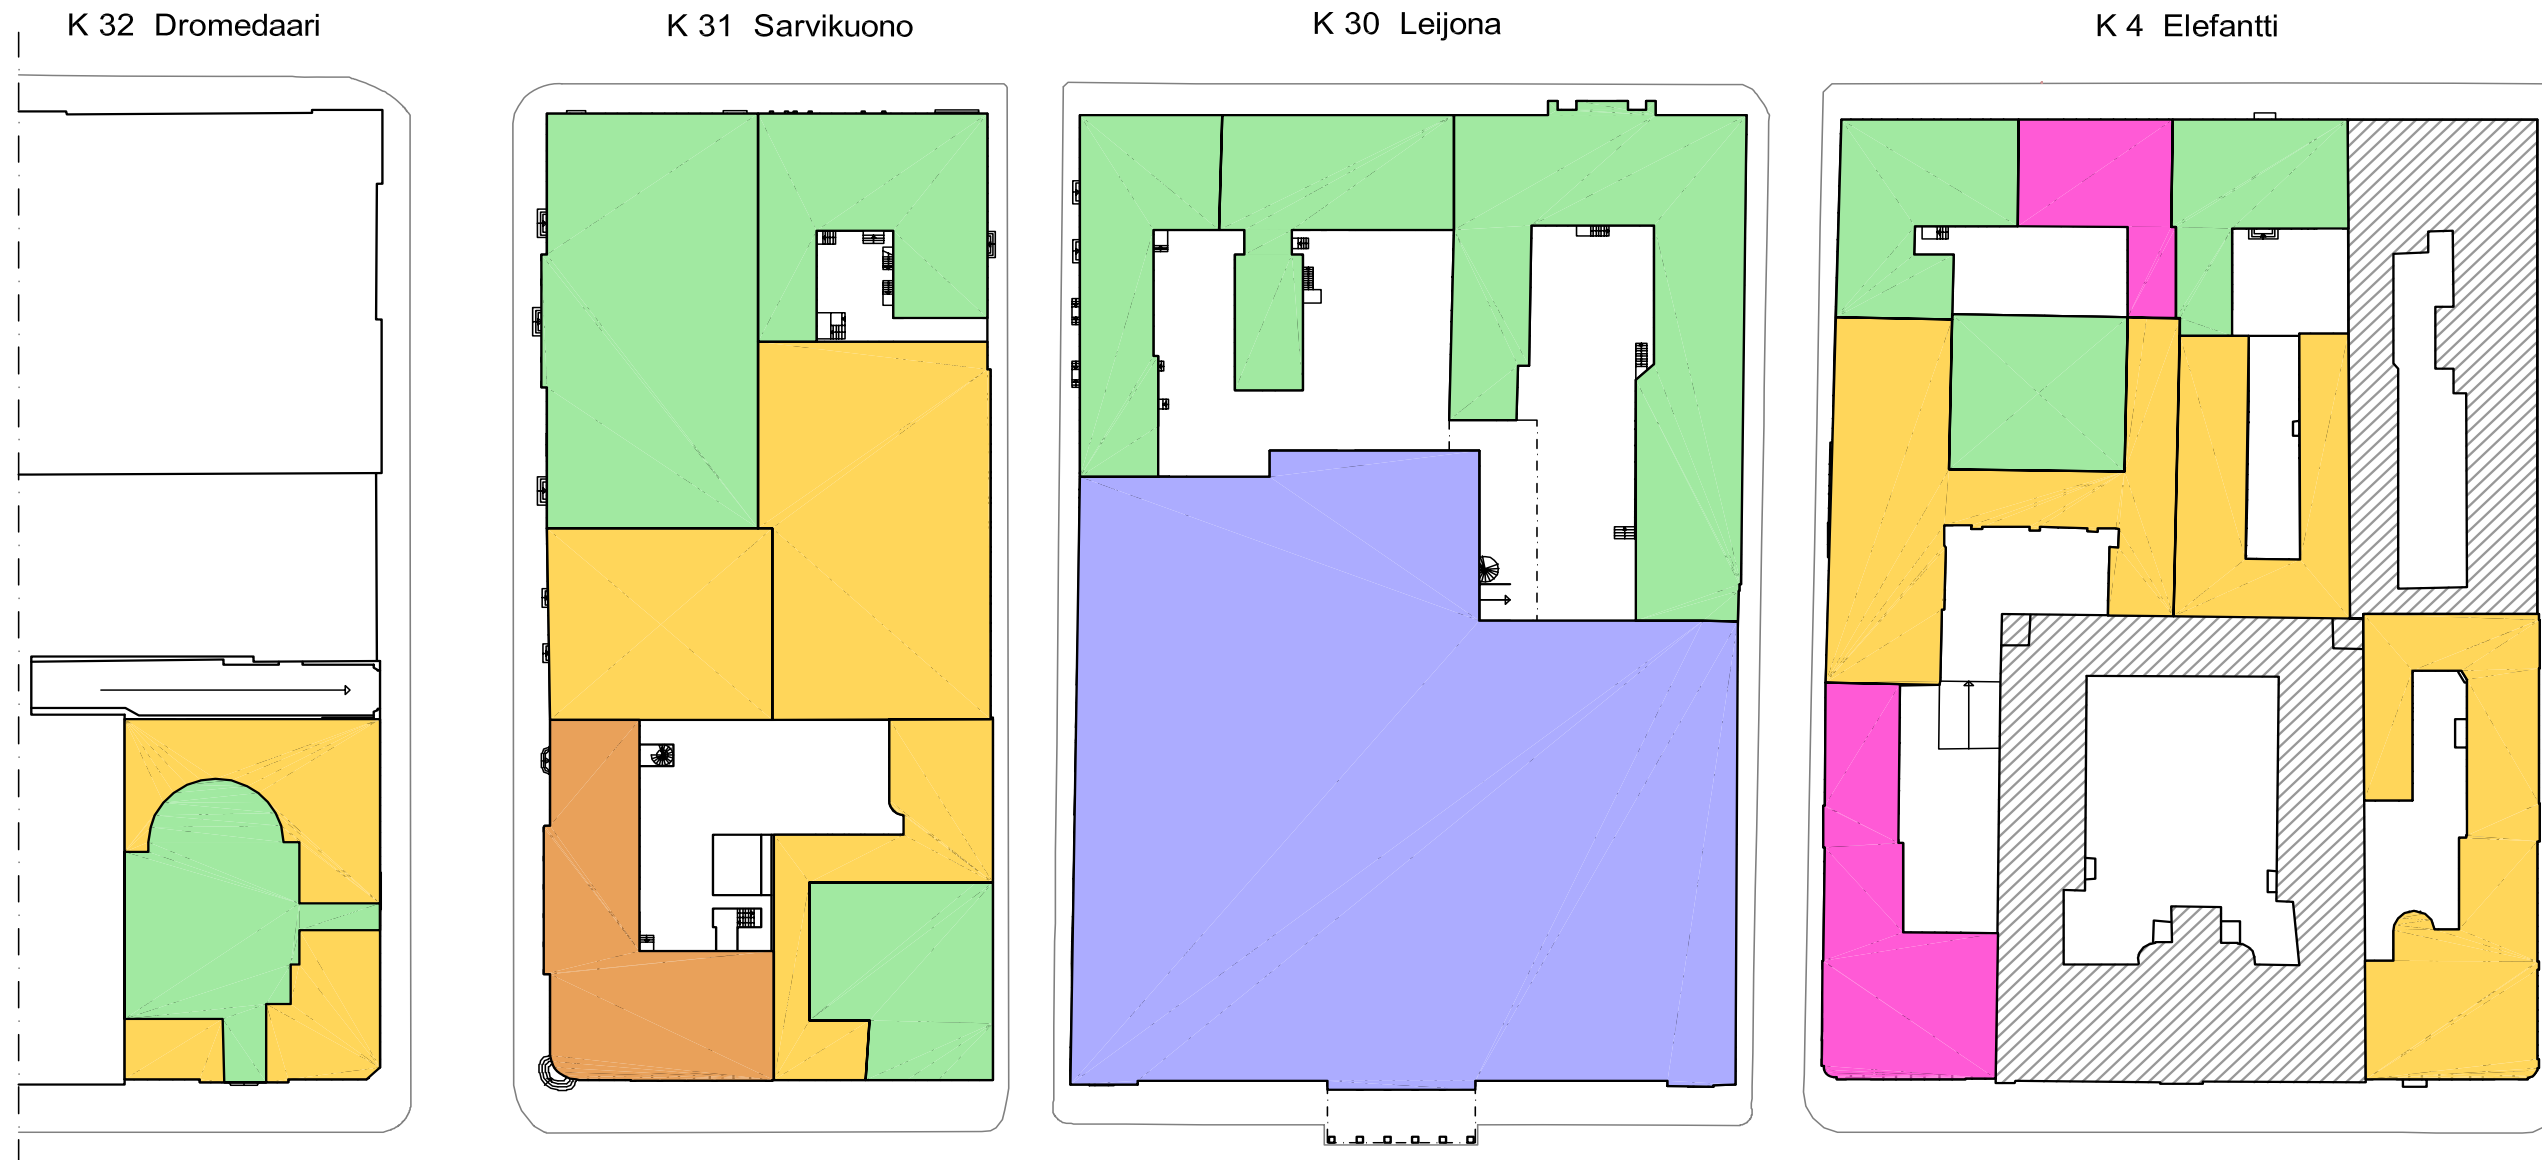 K 32 Dromedaari
K 31 Sarvikuono
K 30 Leijona
K 4 Elefantti